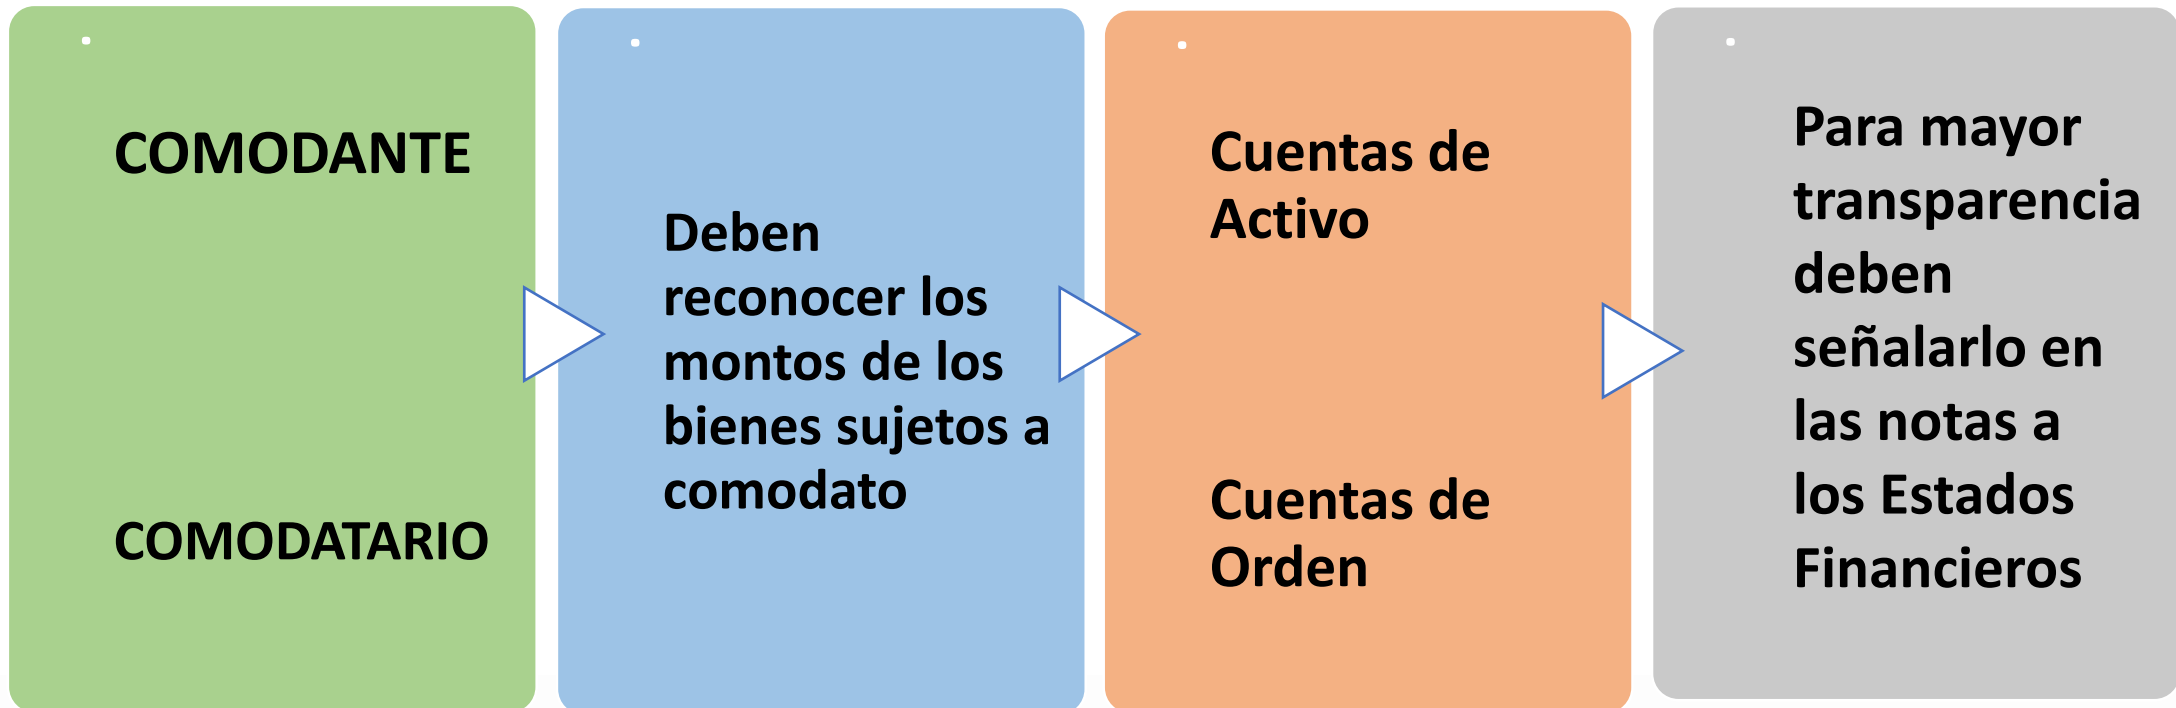 COMODANTE
COMODATARIO
Deben
reconocer los
montos de los
bienes sujetos a
comodato
Cuentas de
Activo
Cuentas de
Orden
Para mayor
transparencia
deben
señalarlo en
las notas a
los Estados
Financieros